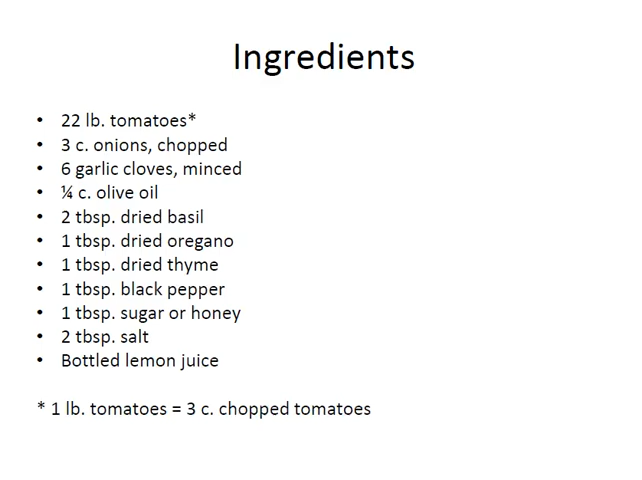 Ingredients
• 22 lb. tomatoes*
• 3 c. onions, chopped
• 6 garlic cloves, minced
• ¼ c. olive oil
• 2 tbsp. dried basil
• 1 tbsp. dried oregano
• 1 tbsp. dried thyme
• 1 tbsp. black pepper
• 1 tbsp. sugar or honey
• 2 tbsp. salt
• Bottled lemon juice
* 1 lb. tomatoes = 3 c. chopped tomatoes